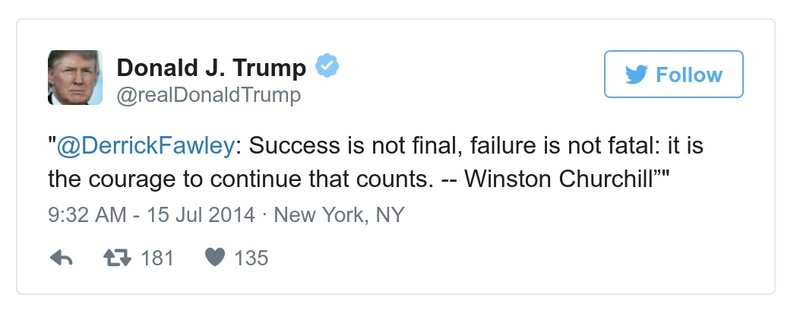 Donald J. Trump
@realDonaldTrump
Follow
"@DerrickFawley: Success is not final, failure is not fatal: it is
the courage to continue that counts. -- Winston Churchill”"
9:32 AM - 15 Jul 2014 · New York, NY
181 135